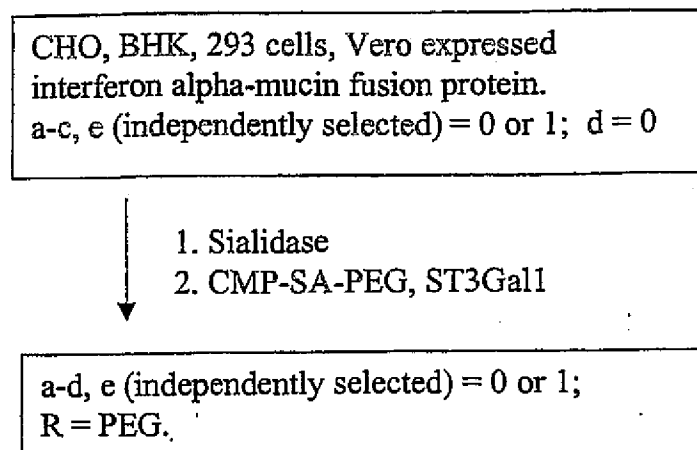 CHO, BHK, 293 cells, Vero expressed
interferon alpha-mucin fusion protein.
a-c, e (independently selected) = 0 or 1; d = 0
1. Sialidase
2. CMP-SA-PEG, ST3Gal1
a-d, e (independently selected) = 0 or 1;
R = PEG.